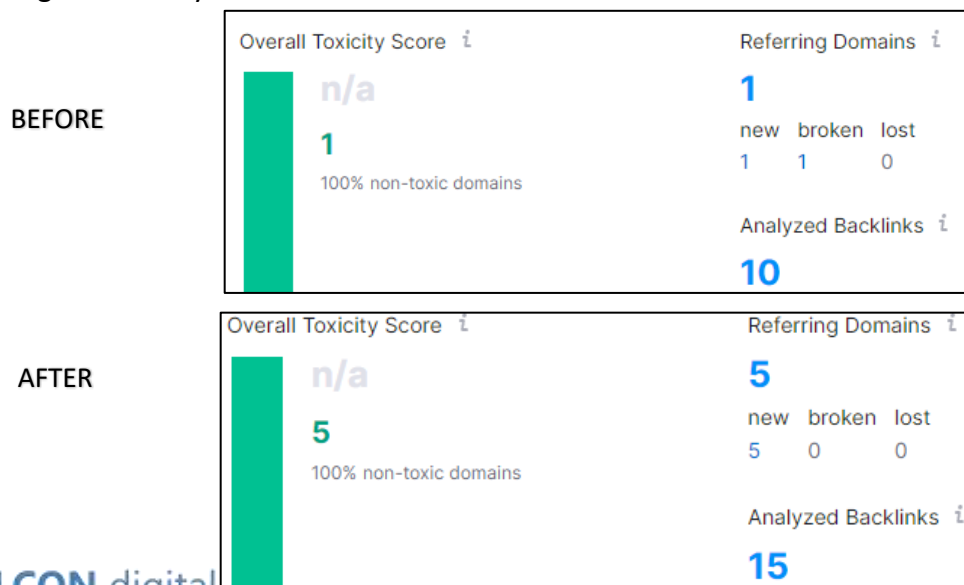 BEFORE
Overall Toxicity Score i
n/a
1
100% non-toxic domains
Referring Domains i
1
new broken lost
1 1 0
Analyzed Backlinks i
10
AFTER
Overall Toxicity Score i
n/a
5
100% non-toxic domains
Referring Domains i
5
new broken lost
5 0 0
Analyzed Backlinks i
15
digital